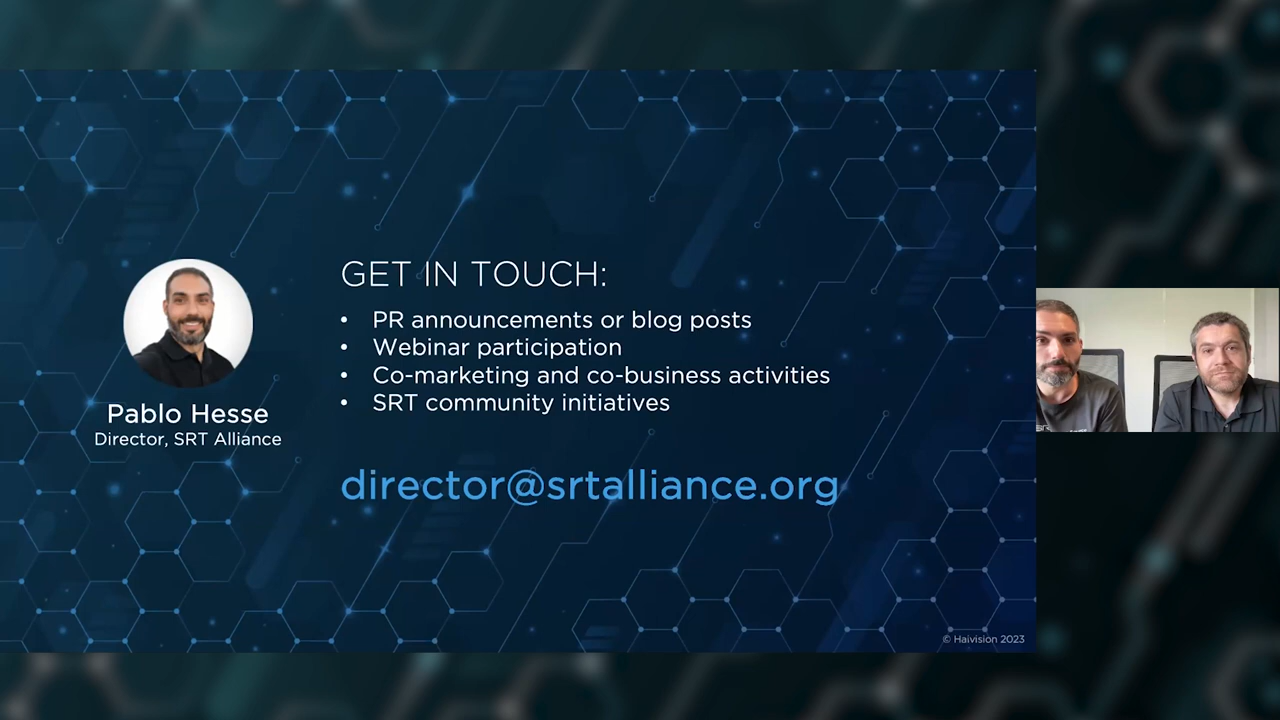 GET IN TOUCH:
• PR announcements or blog posts
• Webinar participation
• Co-marketing and co-business activities
• SRT community initiatives
Pablo Hesse
Director, SRT Alliance
director@srtalliance.org
© Haivision 2023